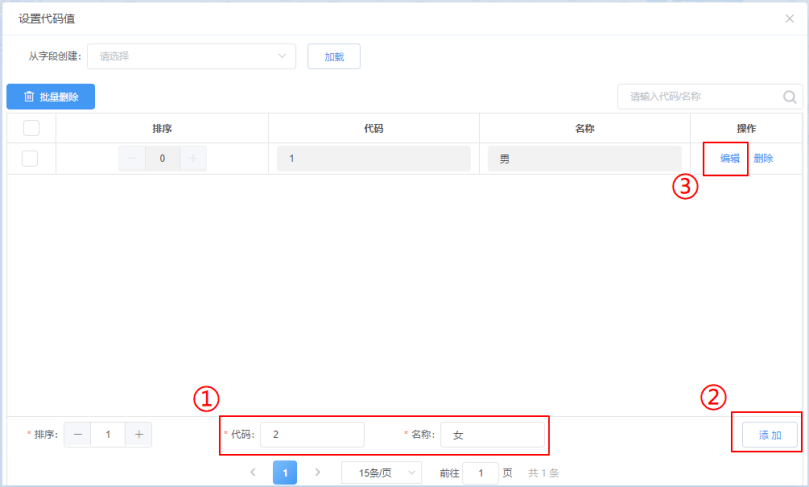 设置代码值
从字段创建： 请选择 加载
批量删除 请输入代码/名称
排序 代码 名称 操作
0 1 男 编辑 删除
③
① ②
* 排序： 1 * 代码： 2 * 名称： 女 添加
1 15条/页 前往 1 页 共 1 条